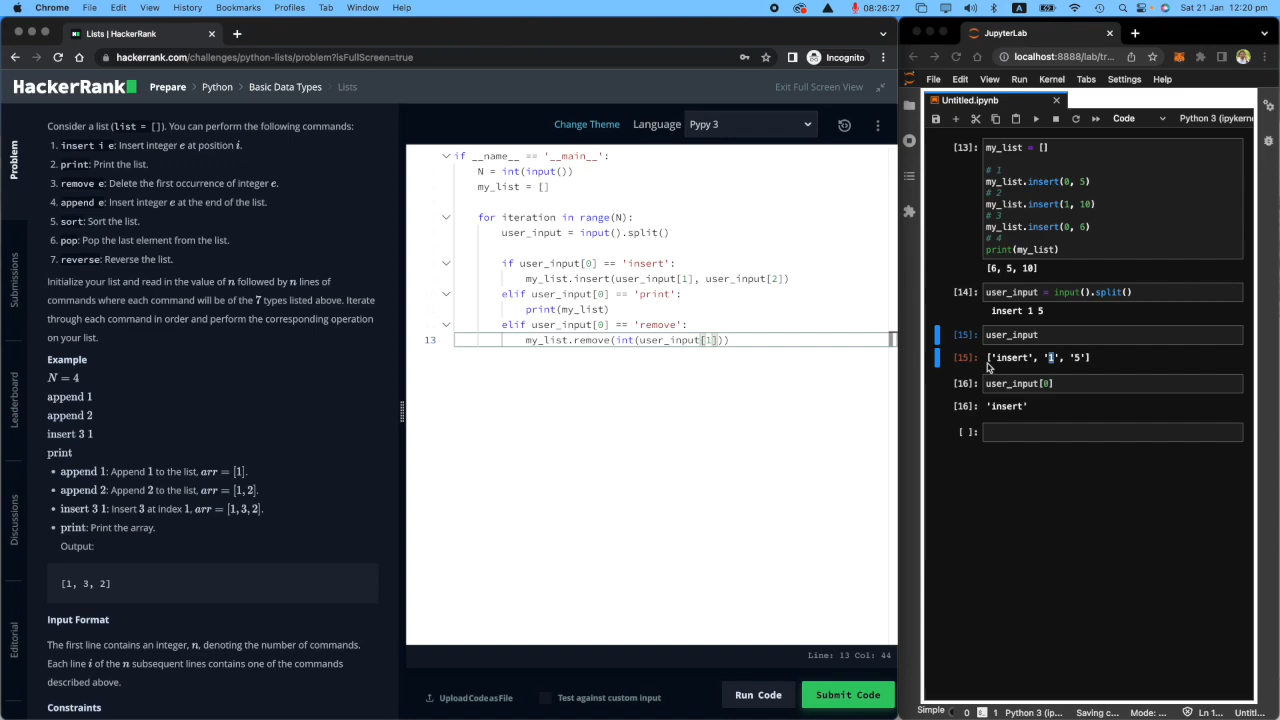 Chrome File Edit View History Bookmarks Profiles Tab Window Help 08:26:27 A Sat 21 Jan 12:20 pm
Lists | HackerRank
hackerrank.com/challenges/python-lists/problem?isFullScreen=true Incognito
HackerRank Prepare > Python > Basic Data Types > Lists Exit Full Screen View
Problem
Submissions
Leaderboard
Discussions
Editorial
Consider a list (list = []). You can perform the following commands:
1. insert i e: Insert integer e at position i.
2. print: Print the list.
3. remove e: Delete the first occurrence of integer e.
4. append e: Insert integer e at the end of the list.
5. sort: Sort the list.
6. pop: Pop the last element from the list.
7. reverse: Reverse the list.
Initialize your list and read in the value of n followed by n lines of
commands where each command will be of the 7 types listed above. Iterate
through each command in order and perform the corresponding operation
on your list.
Example
N = 4
append 1
append 2
insert 3 1
print
• append 1: Append 1 to the list, arr = [1].
• append 2: Append 2 to the list, arr = [1, 2].
• insert 3 1: Insert 3 at index 1, arr = [1, 3, 2].
• print: Print the array.
Output:
[1, 3, 2]
Input Format
The first line contains an integer, n, denoting the number of commands.
Each line i of the n subsequent lines contains one of the commands
described above.
Constraints
Change Theme Language Pypy 3
if __name__ == '__main__':
N = int(input())
my_list = []
for iteration in range(N):
user_input = input().split()
if user_input[0] == 'insert':
my_list.insert(user_input[1], user_input[2])
elif user_input[0] == 'print':
print(my_list)
elif user_input[0] == 'remove':
13 my_list.remove(int(user_input[1]))
Line: 13 Col: 44
Upload Code as File Test against custom input Run Code Submit Code
JupyterLab
localhost:8888/lab/tr...
File Edit View Run Kernel Tabs Settings Help
Untitled.ipynb
Code Python 3 (ipykerne
[13]: my_list = []
# 1
my_list.insert(0, 5)
# 2
my_list.insert(1, 10)
# 3
my_list.insert(0, 6)
# 4
print(my_list)
[6, 5, 10]
[14]: user_input = input().split()
insert 1 5
[15]: user_input
[15]: ['insert', '1', '5']
[16]: user_input[0]
[16]: 'insert'
[ ]:
Simple 0 1 Python 3 (ip... Mode: ... Ln 1... Untit...